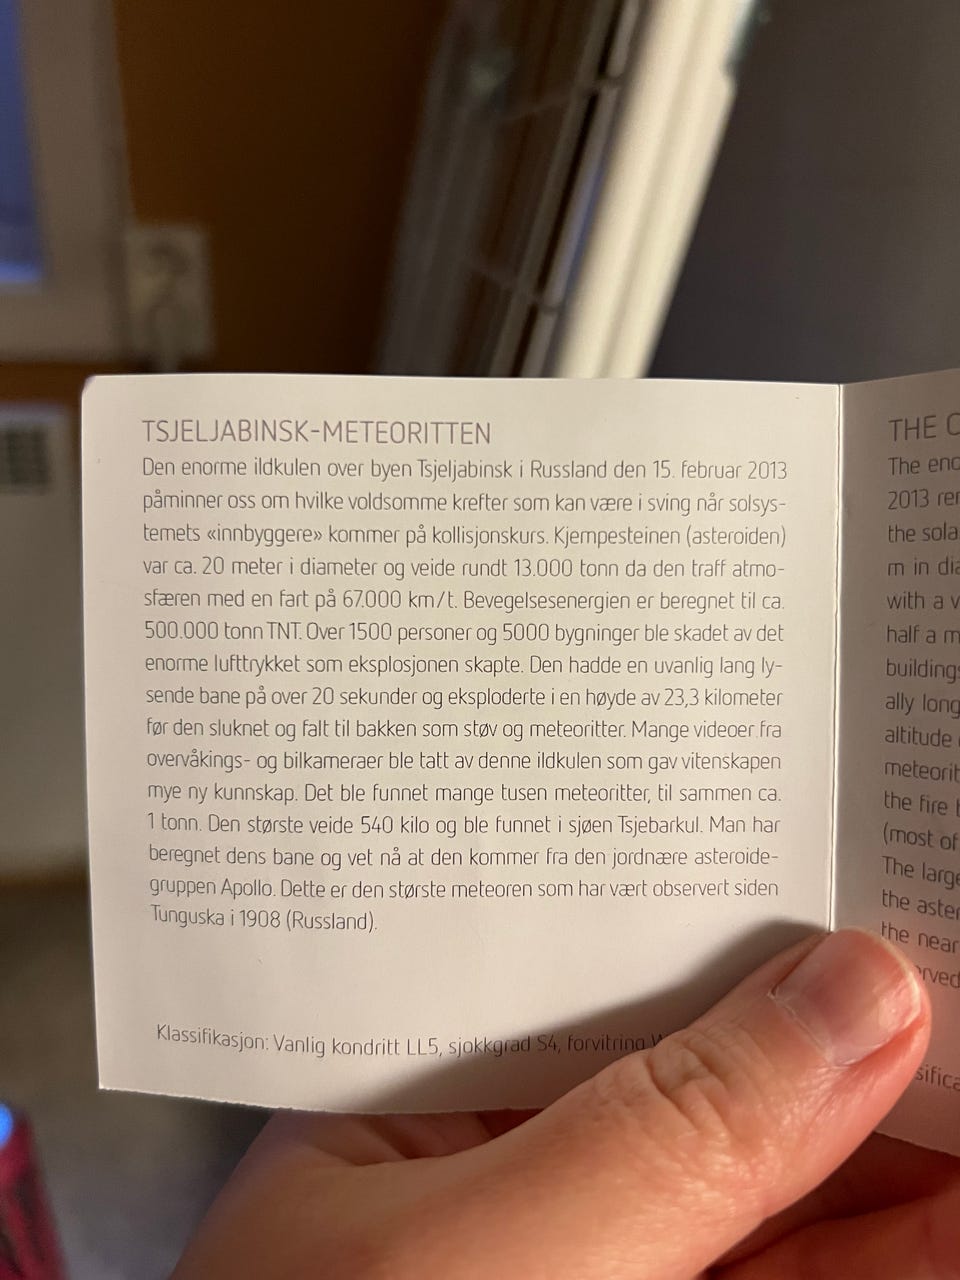 TSJELJABINSK-METEORITTEN
Den enorme ildkulen over byen Tsjeljabinsk i Russland den 15. februar 2013
påminner oss om hvilke voldsomme krefter som kan være i sving når solsys-
temets «innbyggere» kommer på kollisjonskurs. Kjempesteinen (asteroiden)
var ca. 20 meter i diameter og veide rundt 13.000 tonn da den traff atmo-
sfæren med en fart på 67.000 km/t. Bevegelsesenergien er beregnet til ca.
500.000 tonn TNT. Over 1500 personer og 5000 bygninger ble skadet av det
enorme lufttrykket som eksplosjonen skapte. Den hadde en uvanlig lang ly-
sende bane på over 20 sekunder og eksploderte i en høyde av 23,3 kilometer
før den sluknet og falt til bakken som støv og meteoritter. Mange videoer fra
overvåkings- og bilkameraer ble tatt av denne ildkulen som gav vitenskapen
mye ny kunnskap. Det ble funnet mange tusen meteoritter, til sammen ca.
1 tonn. Den største veide 540 kilo og ble funnet i sjøen Tsjebarkul. Man har
beregnet dens bane og vet nå at den kommer fra den jordnære asteroide-
gruppen Apollo. Dette er den største meteoren som har vært observert siden
Tunguska i 1908 (Russland).
Klassifikasjon: Vanlig kondritt LL5, sjokkgrad S4, forvitring
THE
The
2013
the sola
m in
with a
half a
buildings
ally long
altitude
meteorit
the fire
(most of
The large
the
the near